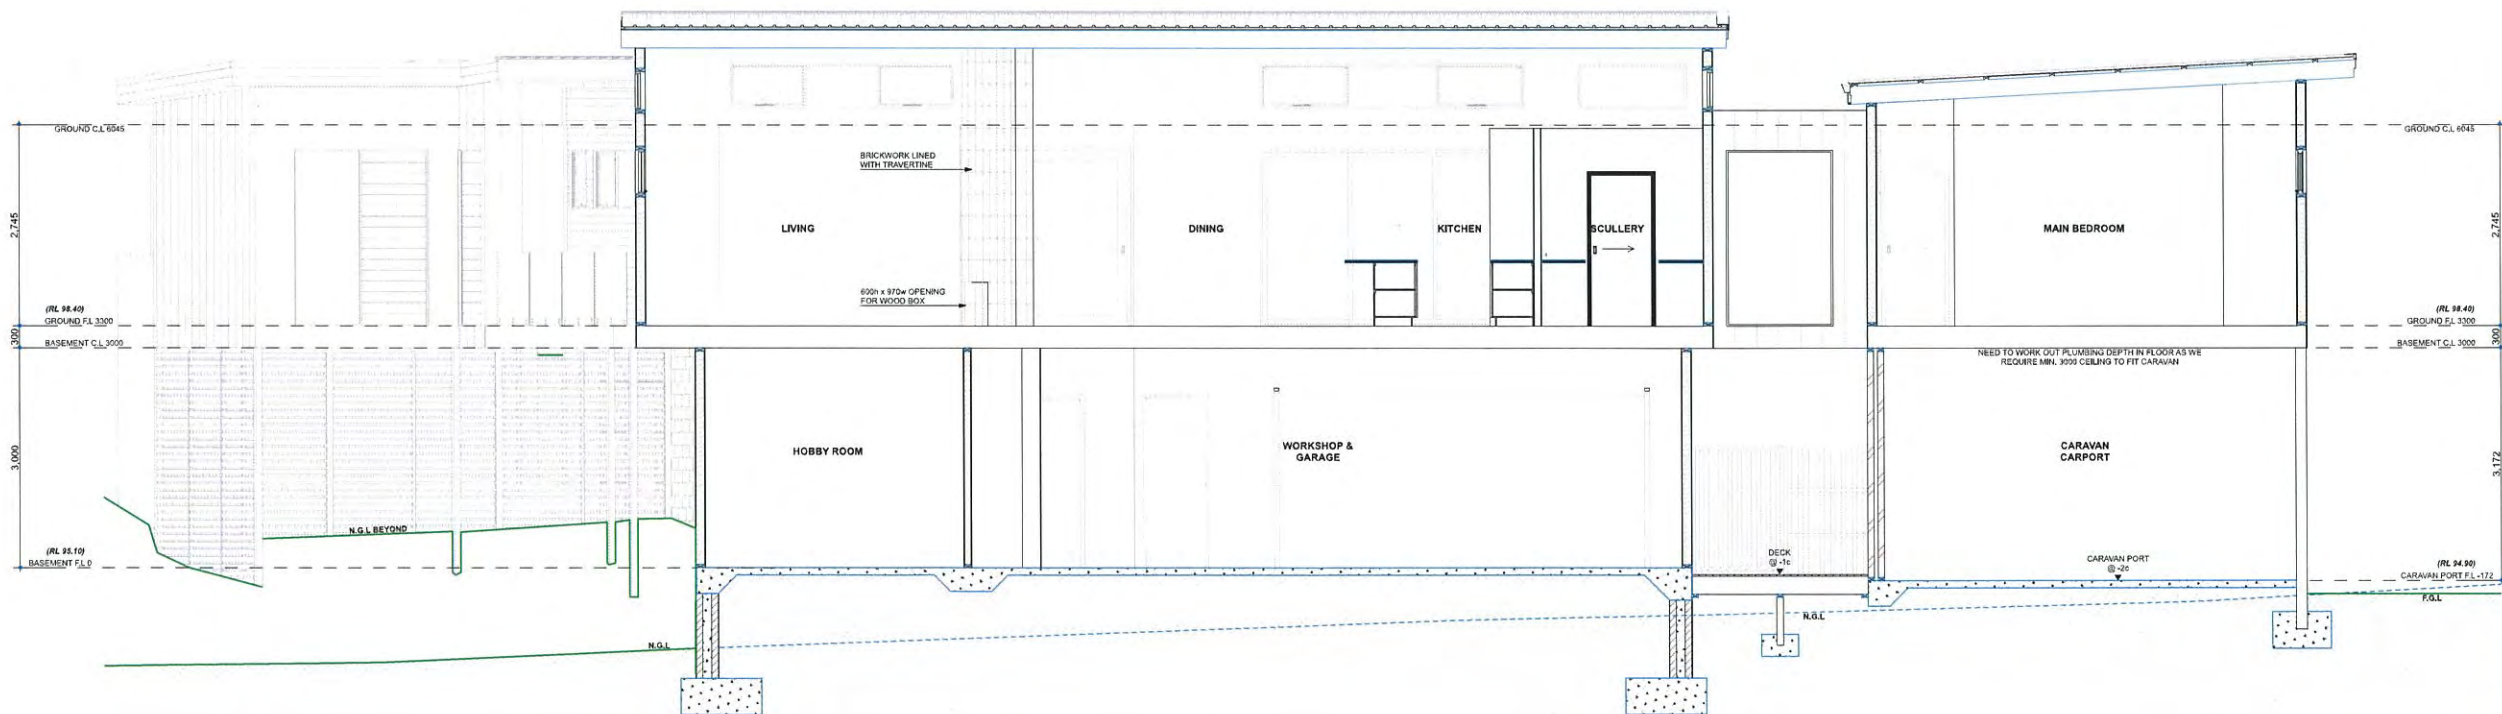 GROUND C.L 6045
GROUND C.L 6045
BRICKWORK LINED
WITH TRAVERTINE
2,745
LIVING
DINING
KITCHEN
SCULLERY
MAIN BEDROOM
2,745
600h x 970w OPENING
FOR WOOD BOX
(RL 98.40)
GROUND F.L 3300
(RL 98.40)
GROUND F.L 3300
300
BASEMENT C.L 3000
300
BASEMENT C.L 3000
NEED TO WORK OUT PLUMBING DEPTH IN FLOOR AS WE
REQUIRE MIN. 3000 CEILING TO FIT CARAVAN
3,000
HOBBY ROOM
WORKSHOP &
GARAGE
CARAVAN
CARPORT
3,172
N.G.L BEYOND
(RL 95.10)
BASEMENT F.L 0
DECK
@ -1c
CARAVAN PORT
@ -2c
(RL 94.90)
CARAVAN PORT F.L -172
F.G.L
N.G.L
N.G.L